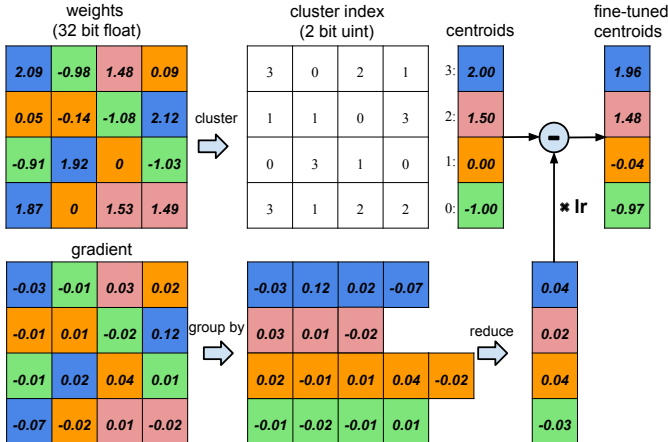 weights
(32 bit float)
cluster index
(2 bit uint)
centroids
fine-tuned
centroids
2.09 -0.98 1.48 0.09
0.05 -0.14 -1.08 2.12
-0.91 1.92 0 -1.03
1.87 0 1.53 1.49
cluster
3 0 2 1
1 1 0 3
0 3 1 0
3 1 2 2
3: 2.00
2: 1.50
1: 0.00
0: -1.00
-
× lr
1.96
1.48
-0.04
-0.97
gradient
-0.03 -0.01 0.03 0.02
-0.01 0.01 -0.02 0.12
-0.01 0.02 0.04 0.01
-0.07 -0.02 0.01 -0.02
group by
-0.03 0.12 0.02 -0.07
0.03 0.01 -0.02
0.02 -0.01 0.01 0.04 -0.02
-0.01 -0.02 -0.01 0.01
reduce
0.04
0.02
0.04
-0.03